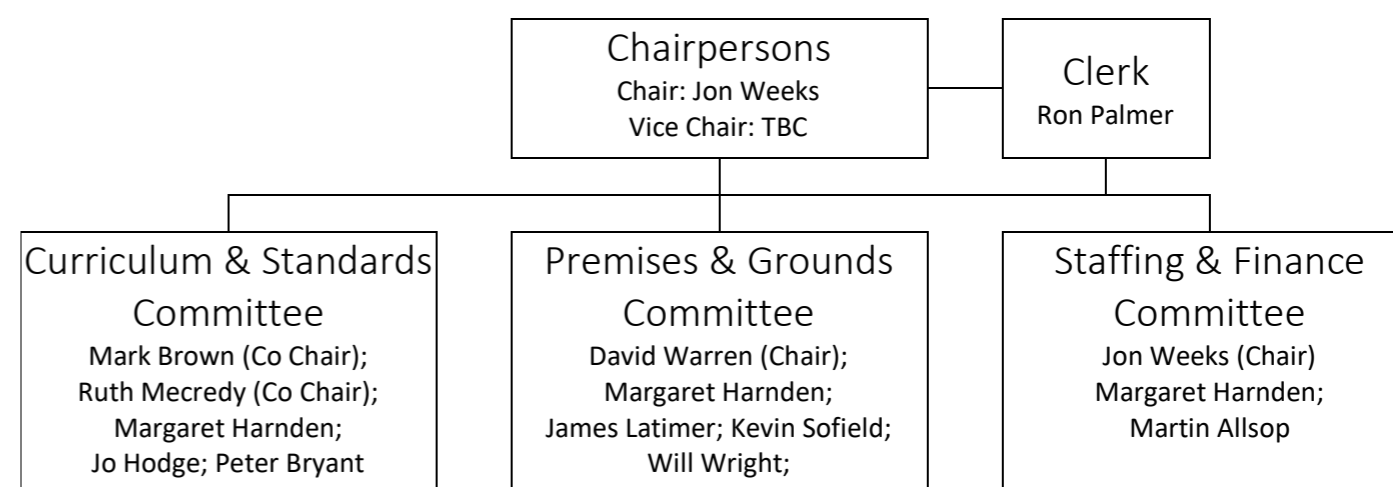 Chairpersons
Chair: Jon Weeks
Vice Chair: TBC
Clerk
Ron Palmer
Curriculum & Standards
Committee
Mark Brown (Co Chair);
Ruth Mecredy (Co Chair);
Margaret Harnden;
Jo Hodge; Peter Bryant
Premises & Grounds
Committee
David Warren (Chair);
Margaret Harnden;
James Latimer; Kevin Sofield;
Will Wright;
Staffing & Finance
Committee
Jon Weeks (Chair)
Margaret Harnden;
Martin Allsop